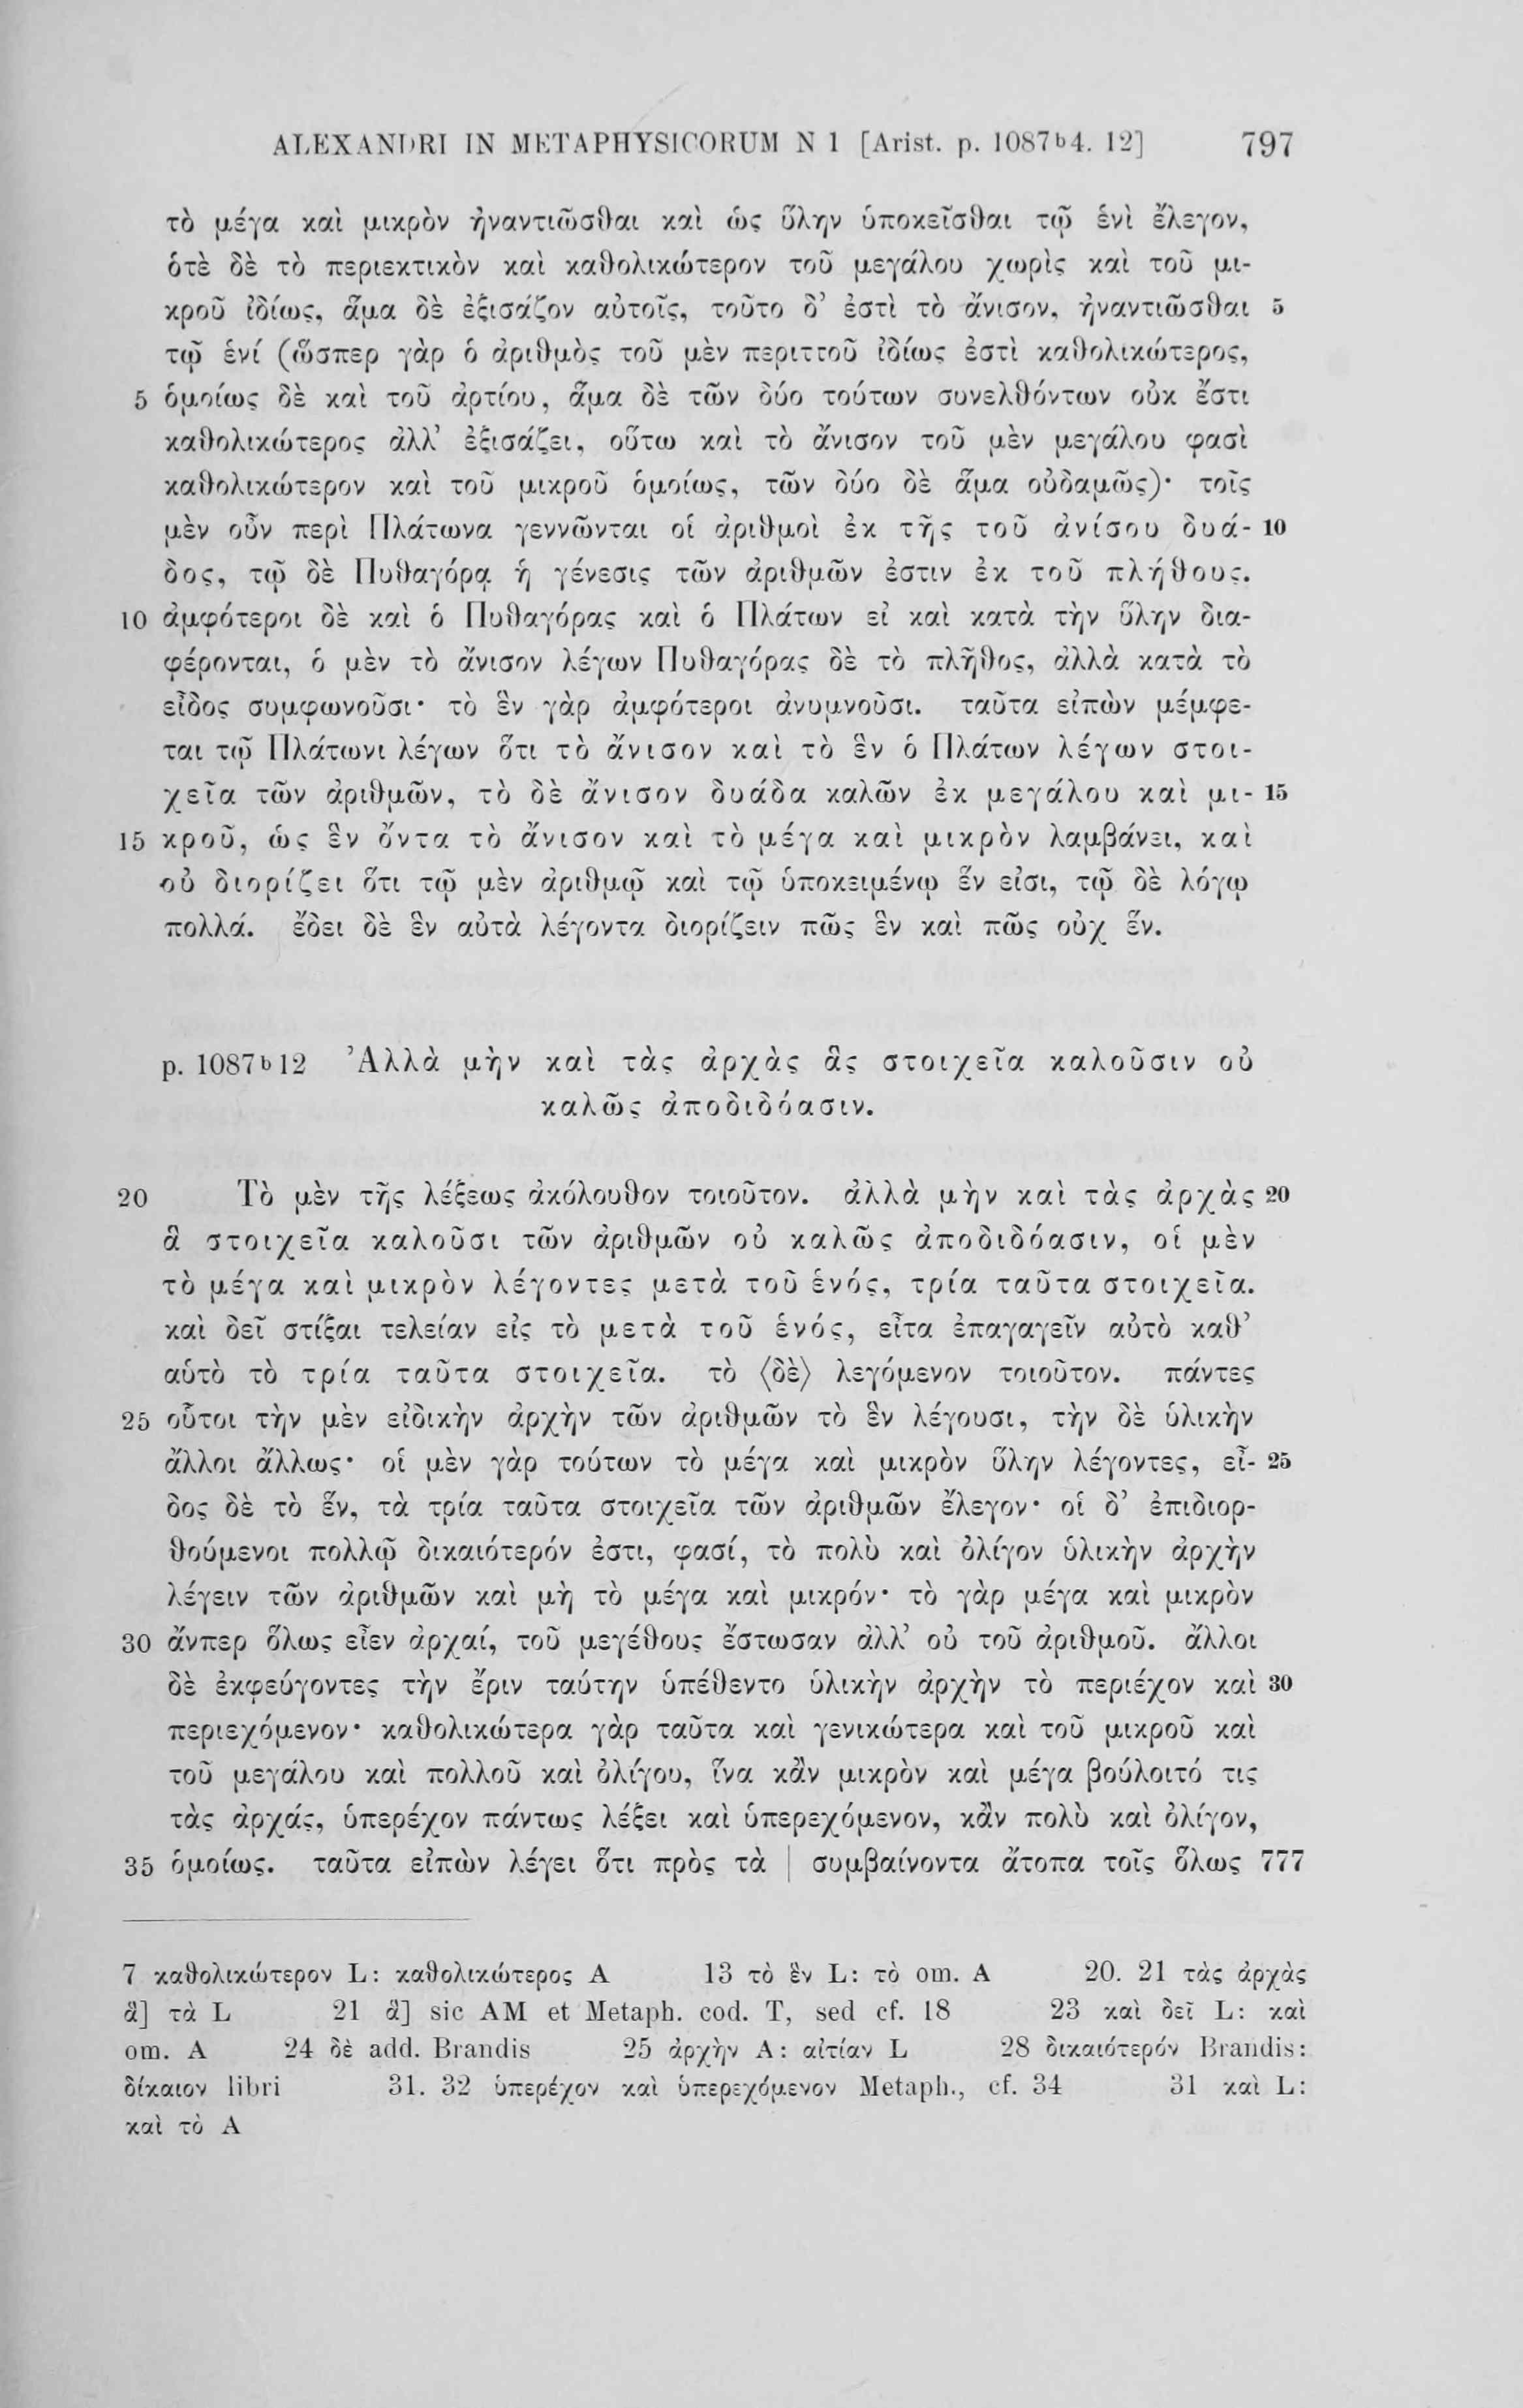 ALEXANDRI IN METAPHYSICORUM N 1 [Arist. p. 1087b4. 12] 797
τὸ μέγα καὶ μικρὸν ἠναντιῶσθαι καὶ ὡς ὕλην ὑποκεῖσθαι τῷ ἑνὶ ἔλεγον,
ὁτὲ δὲ τὸ περιεκτικὸν καὶ καθολικώτερον τοῦ μεγάλου χωρὶς καὶ τοῦ μι-
κροῦ ἰδίως, ἅμα δὲ ἐξισάζον αὐτοῖς, τοῦτο δ’ ἐστὶ τὸ ἄνισον, ἠναντιῶσθαι 5
τῷ ἑνί (ὥσπερ γὰρ ὁ ἀριθμὸς τοῦ μὲν περιττοῦ ἰδίως ἐστὶ καθολικώτερος,
5 ὁμοίως δὲ καὶ τοῦ ἀρτίου, ἅμα δὲ τῶν δύο τούτων συνελθόντων οὐκ ἔστι
καθολικώτερος ἀλλ’ ἐξισάζει, οὕτω καὶ τὸ ἄνισον τοῦ μὲν μεγάλου φασὶ
καθολικώτερον καὶ τοῦ μικροῦ ὁμοίως, τῶν δύο δὲ ἅμα οὐδαμῶς)· τοῖς
μὲν οὖν περὶ Πλάτωνα γεννῶνται οἱ ἀριθμοὶ ἐκ τῆς τοῦ ἀνίσου δυά- 10
δος, τῷ δὲ Πυθαγόρᾳ ἡ γένεσις τῶν ἀριθμῶν ἐστιν ἐκ τοῦ πλήθους.
10 ἀμφότεροι δὲ καὶ ὁ Πυθαγόρας καὶ ὁ Πλάτων εἰ καὶ κατὰ τὴν ὕλην δια-
φέρονται, ὁ μὲν τὸ ἄνισον λέγων Πυθαγόρας δὲ τὸ πλῆθος, ἀλλὰ κατὰ τὸ
εἶδος συμφωνοῦσι· τὸ ἓν γὰρ ἀμφότεροι ἀνυμνοῦσι. ταῦτα εἰπὼν μέμφε-
ται τῷ Πλάτωνι λέγων ὅτι τὸ ἄνισον καὶ τὸ ἓν ὁ Πλάτων λέγων στοι-
χεῖα τῶν ἀριθμῶν, τὸ δὲ ἄνισον δυάδα καλῶν ἐκ μεγάλου καὶ μι- 15
15 κροῦ, ὡς ἓν ὄντα τὸ ἄνισον καὶ τὸ μέγα καὶ μικρὸν λαμβάνει, καὶ
οὐ διορίζει ὅτι τῷ μὲν ἀριθμῷ καὶ τῷ ὑποκειμένῳ ἕν εἰσι, τῷ δὲ λόγῳ
πολλά. ἔδει δὲ ἓν αὐτὰ λέγοντα διορίζειν πῶς ἓν καὶ πῶς οὐχ ἕν.
p. 1087b12 Ἀλλὰ μὴν καὶ τὰς ἀρχὰς ἃς στοιχεῖα καλοῦσιν οὐ
καλῶς ἀποδιδόασιν.
20 Τὸ μὲν τῆς λέξεως ἀκόλουθον τοιοῦτον. ἀλλὰ μὴν καὶ τὰς ἀρχὰς 20
ἃ στοιχεῖα καλοῦσι τῶν ἀριθμῶν οὐ καλῶς ἀποδιδόασιν, οἱ μὲν
τὸ μέγα καὶ μικρὸν λέγοντες μετὰ τοῦ ἑνός, τρία ταῦτα στοιχεῖα.
καὶ δεῖ στίξαι τελείαν εἰς τὸ μετὰ τοῦ ἑνός, εἶτα ἐπαγαγεῖν αὐτὸ καθ’
αὑτὸ τὸ τρία ταῦτα στοιχεῖα. τὸ ⟨δὲ⟩ λεγόμενον τοιοῦτον. πάντες
25 οὗτοι τὴν μὲν εἰδικὴν ἀρχὴν τῶν ἀριθμῶν τὸ ἓν λέγουσι, τὴν δὲ ὑλικὴν
ἄλλοι ἄλλως· οἱ μὲν γὰρ τούτων τὸ μέγα καὶ μικρὸν ὕλην λέγοντες, εἶ- 25
δος δὲ τὸ ἕν, τὰ τρία ταῦτα στοιχεῖα τῶν ἀριθμῶν ἔλεγον· οἱ δ’ ἐπιδιορ-
θούμενοι πολλῷ δικαιότερόν ἐστι, φασί, τὸ πολὺ καὶ ὀλίγον ὑλικὴν ἀρχὴν
λέγειν τῶν ἀριθμῶν καὶ μὴ τὸ μέγα καὶ μικρόν· τὸ γὰρ μέγα καὶ μικρὸν
30 ἄνπερ ὅλως εἶεν ἀρχαί, τοῦ μεγέθους ἔστωσαν ἀλλ’ οὐ τοῦ ἀριθμοῦ. ἄλλοι
δὲ ἐκφεύγοντες τὴν ἔριν ταύτην ὑπέθεντο ὑλικὴν ἀρχὴν τὸ περιέχον καὶ 30
περιεχόμενον· καθολικώτερα γὰρ ταῦτα καὶ γενικώτερα καὶ τοῦ μικροῦ καὶ
τοῦ μεγάλου καὶ πολλοῦ καὶ ὀλίγου, ἵνα κἂν μικρὸν καὶ μέγα βούλοιτό τις
τὰς ἀρχάς, ὑπερέχον πάντως λέξει καὶ ὑπερεχόμενον, κἂν πολὺ καὶ ὀλίγον,
35 ὁμοίως. ταῦτα εἰπὼν λέγει ὅτι πρὸς τὰ | συμβαίνοντα ἄτοπα τοῖς ὅλως 777
7 καθολικώτερον L: καθολικώτερος A 13 τὸ ἓν L: τὸ om. A 20. 21 τὰς ἀρχὰς
ἃ] τὰ L 21 ἃ] sic AM et Metaph. cod. T, sed cf. 18 23 καὶ δεῖ L: καὶ
om. A 24 δὲ add. Brandis 25 ἀρχὴν A: αἰτίαν L 28 δικαιότερόν Brandis:
δίκαιον libri 31. 32 ὑπερέχον καὶ ὑπερεχόμενον Metaph., cf. 34 31 καὶ L:
καὶ τὸ A